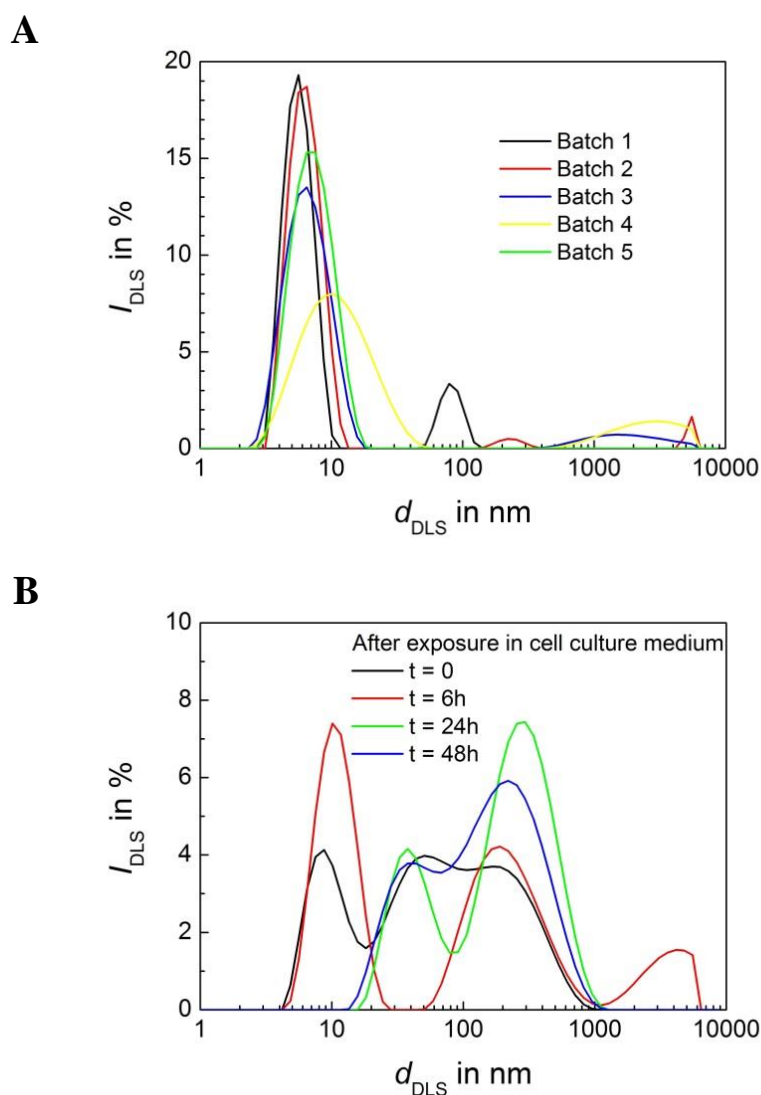 A
20
15
10
5
0
I_DLS in %
Batch 1
Batch 2
Batch 3
Batch 4
Batch 5
1 10 100 1000 10000
d_DLS in nm
B
10
8
6
4
2
0
I_DLS in %
After exposure in cell culture medium
t = 0
t = 6h
t = 24h
t = 48h
1 10 100 1000 10000
d_DLS in nm